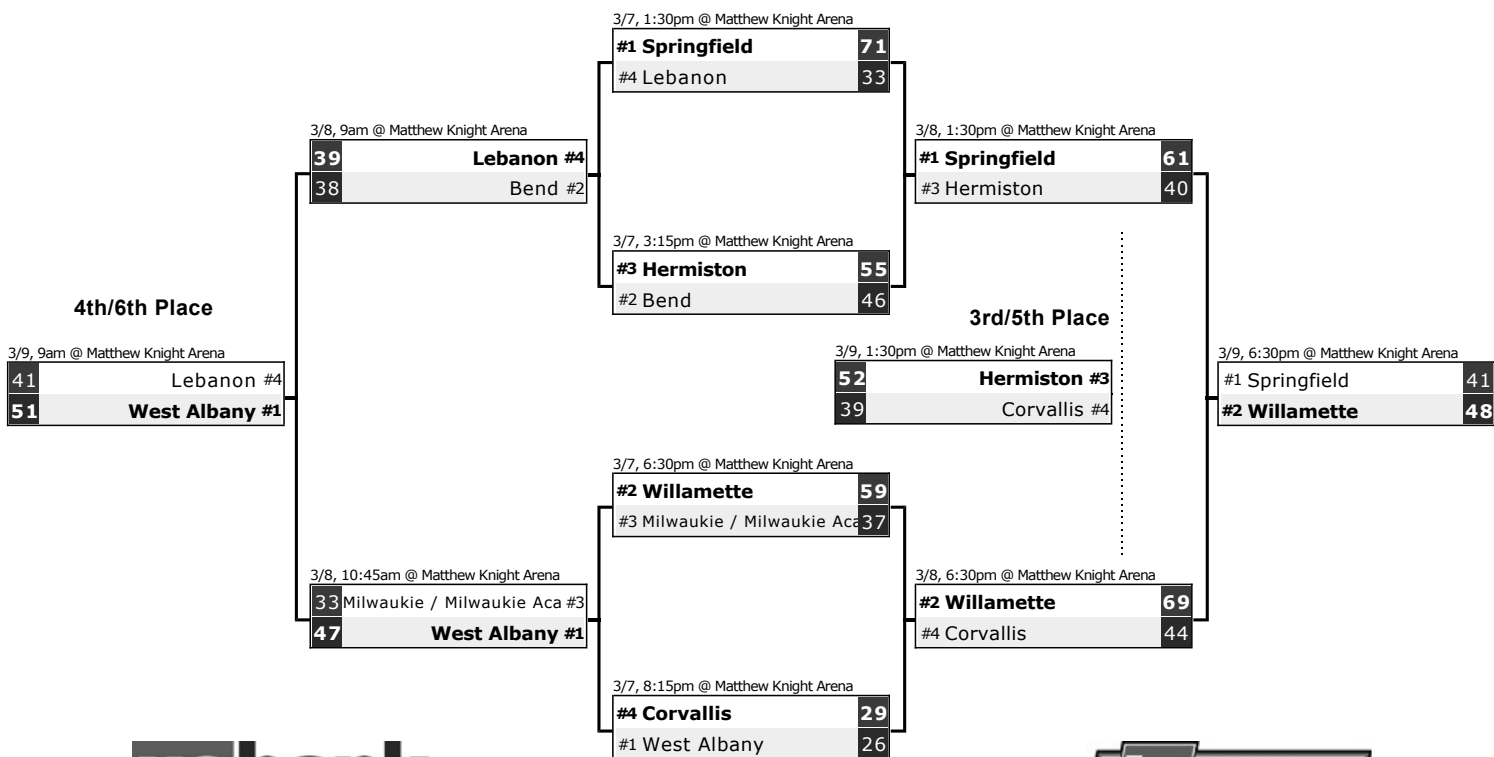 3/7, 1:30pm @ Matthew Knight Arena
#1 Springfield 71
#4 Lebanon 33
3/8, 9am @ Matthew Knight Arena
39 Lebanon #4
38 Bend #2
3/8, 1:30pm @ Matthew Knight Arena
#1 Springfield 61
#3 Hermiston 40
3/7, 3:15pm @ Matthew Knight Arena
#3 Hermiston 55
#2 Bend 46
4th/6th Place
3/9, 9am @ Matthew Knight Arena
41 Lebanon #4
51 West Albany #1
3rd/5th Place
3/9, 1:30pm @ Matthew Knight Arena
52 Hermiston #3
39 Corvallis #4
3/9, 6:30pm @ Matthew Knight Arena
#1 Springfield 41
#2 Willamette 48
3/7, 6:30pm @ Matthew Knight Arena
#2 Willamette 59
#3 Milwaukie / Milwaukie Aca 37
3/8, 10:45am @ Matthew Knight Arena
33 Milwaukie / Milwaukie Aca #3
47 West Albany #1
3/8, 6:30pm @ Matthew Knight Arena
#2 Willamette 69
#4 Corvallis 44
3/7, 8:15pm @ Matthew Knight Arena
#4 Corvallis 29
#1 West Albany 26